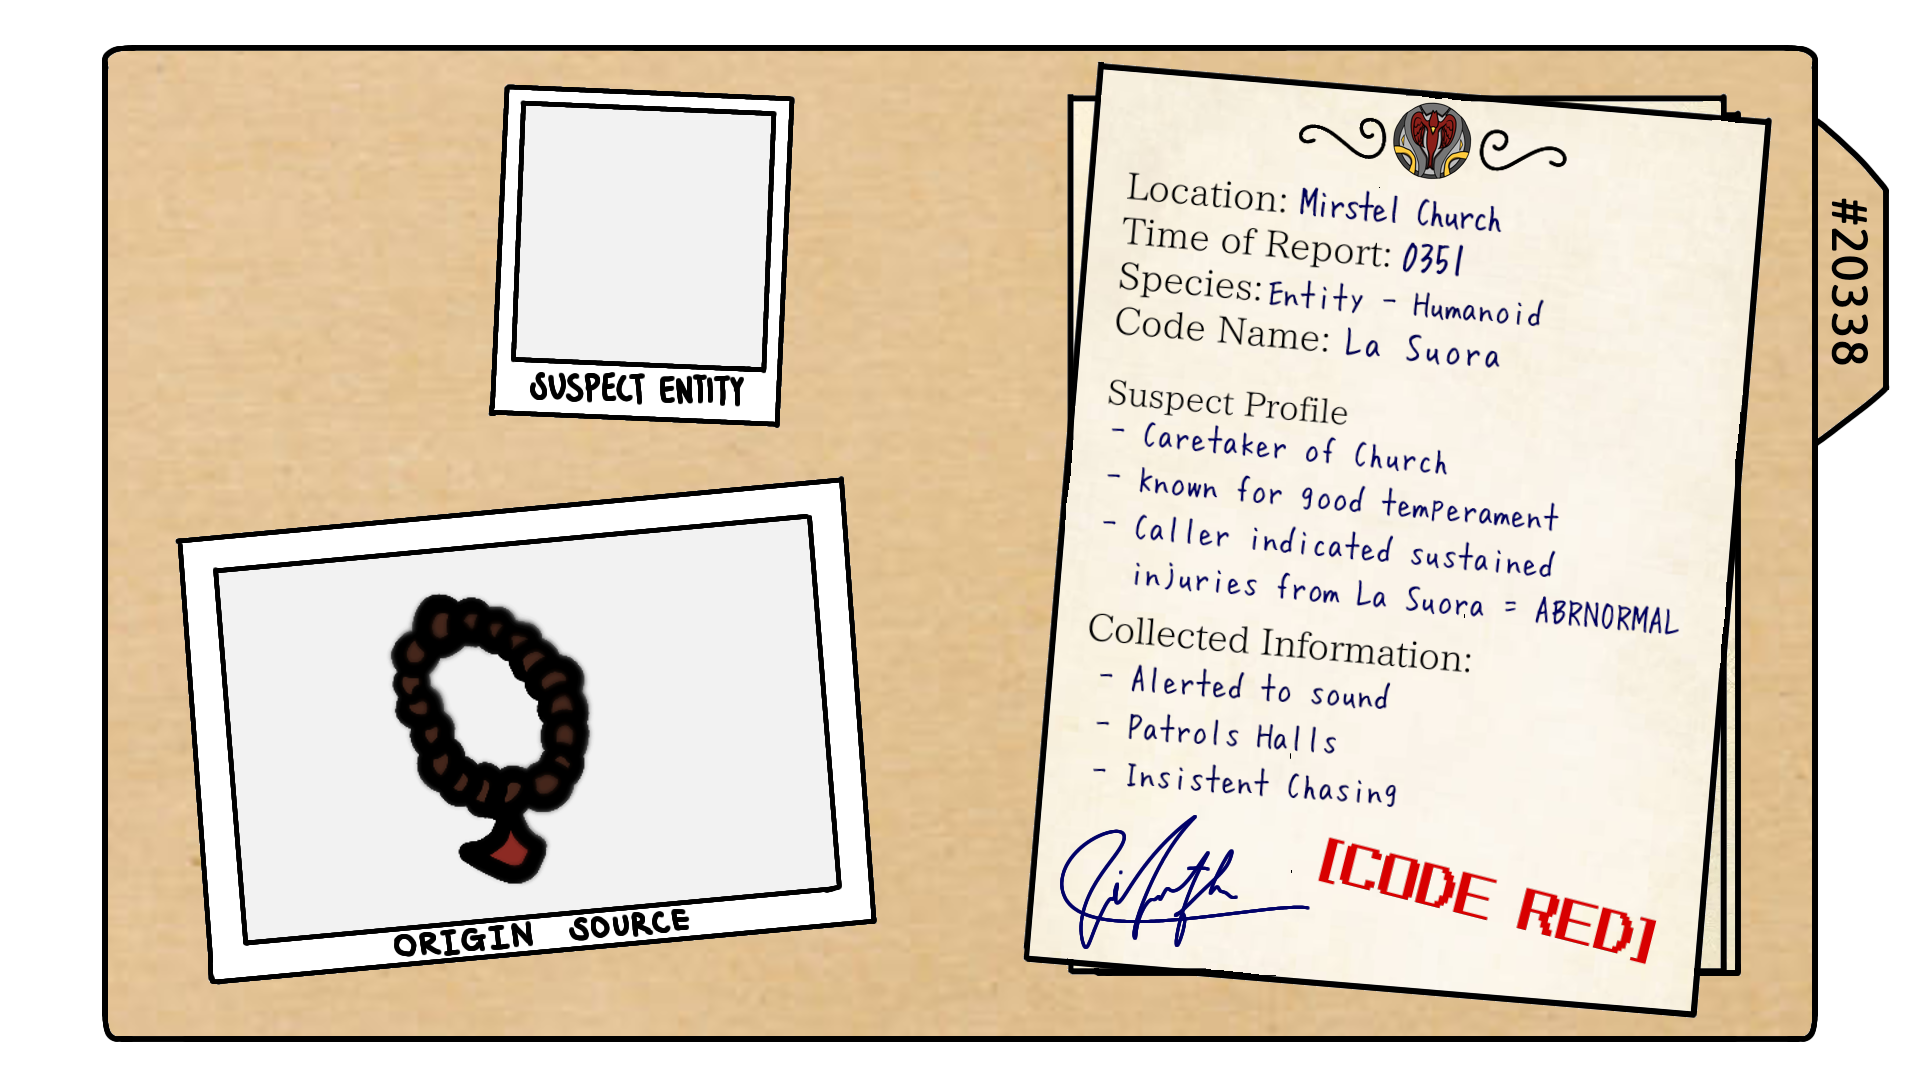 SUSPECT ENTITY
ORIGIN SOURCE
Location: Mirstel Church
Time of Report: 0351
Species: Entity - Humanoid
Code Name: La Suora
Suspect Profile
- Caretaker of Church
- known for good temperament
- Caller indicated sustained
injuries from La Suora = ABRNORMAL
Collected Information:
- Alerted to sound
- Patrols Halls
- Insistent Chasing
[CODE RED]
#20338